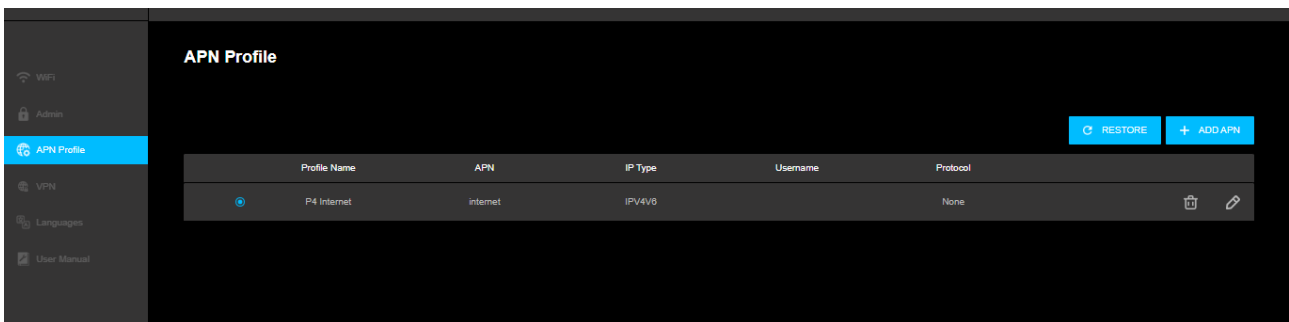 APN Profile
WiFi
Admin
APN Profile
VPN
Languages
User Manual
RESTORE
+ ADD APN
Profile Name APN IP Type Username Protocol
P4 Internet internet IPV4V6 None